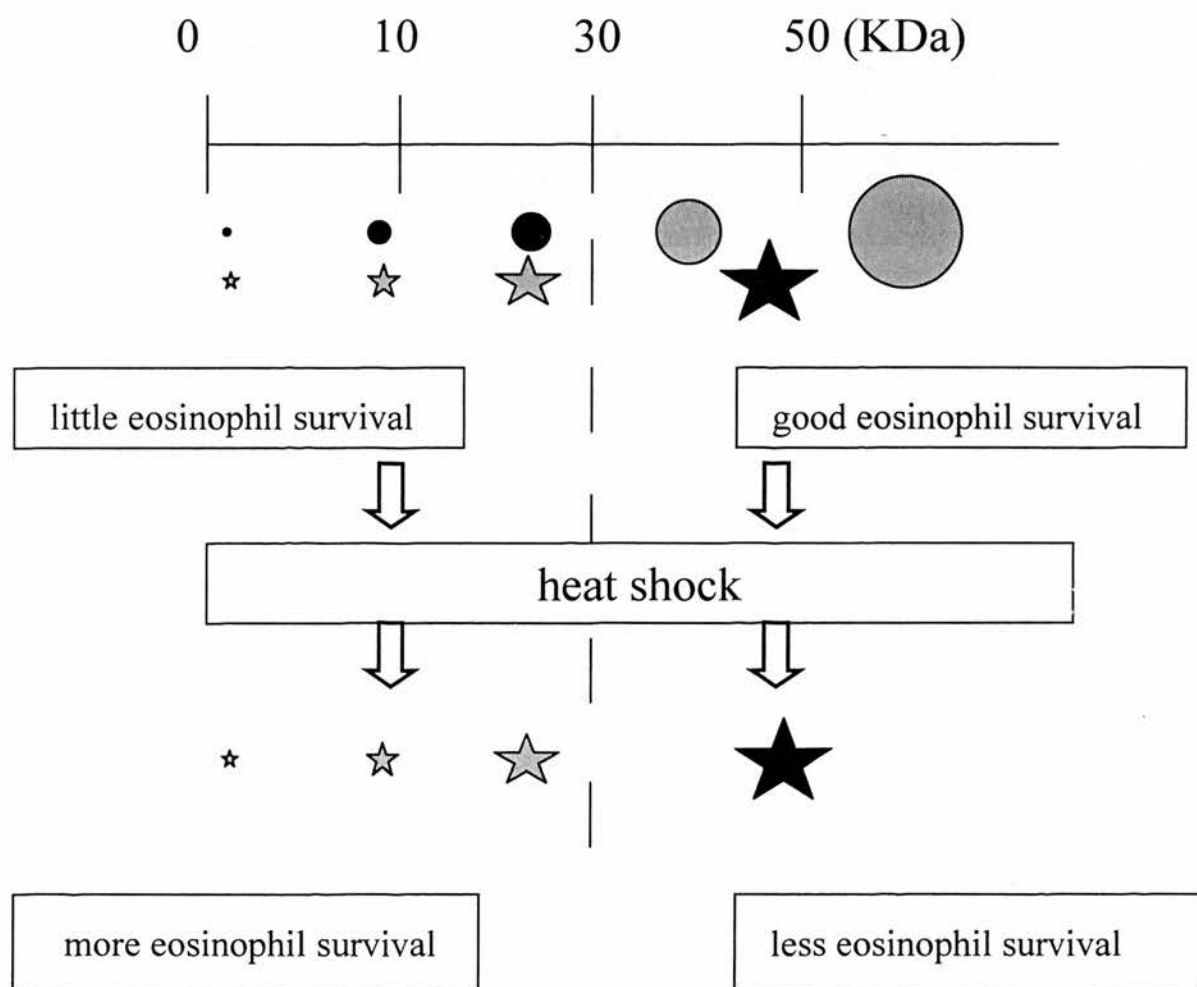 0 10 30 50 (KDa)
little eosinophil survival
good eosinophil survival
heat shock
more eosinophil survival
less eosinophil survival